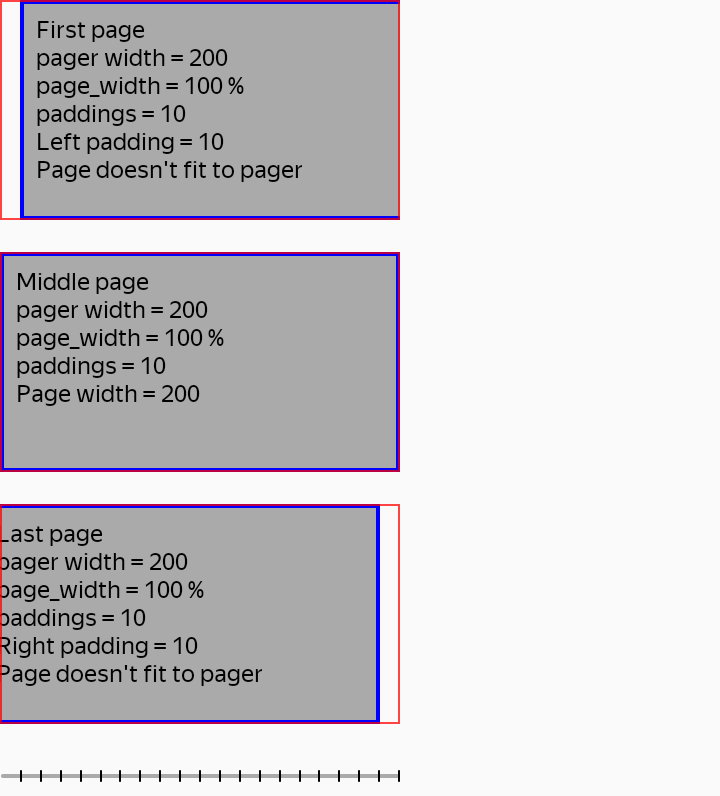 First page
pager width = 200
page_width = 100 %
paddings = 10
Left padding = 10
Page doesn't fit to pager
Middle page
pager width = 200
page_width = 100 %
paddings = 10
Page width = 200
Last page
pager width = 200
page_width = 100 %
paddings = 10
Right padding = 10
Page doesn't fit to pager